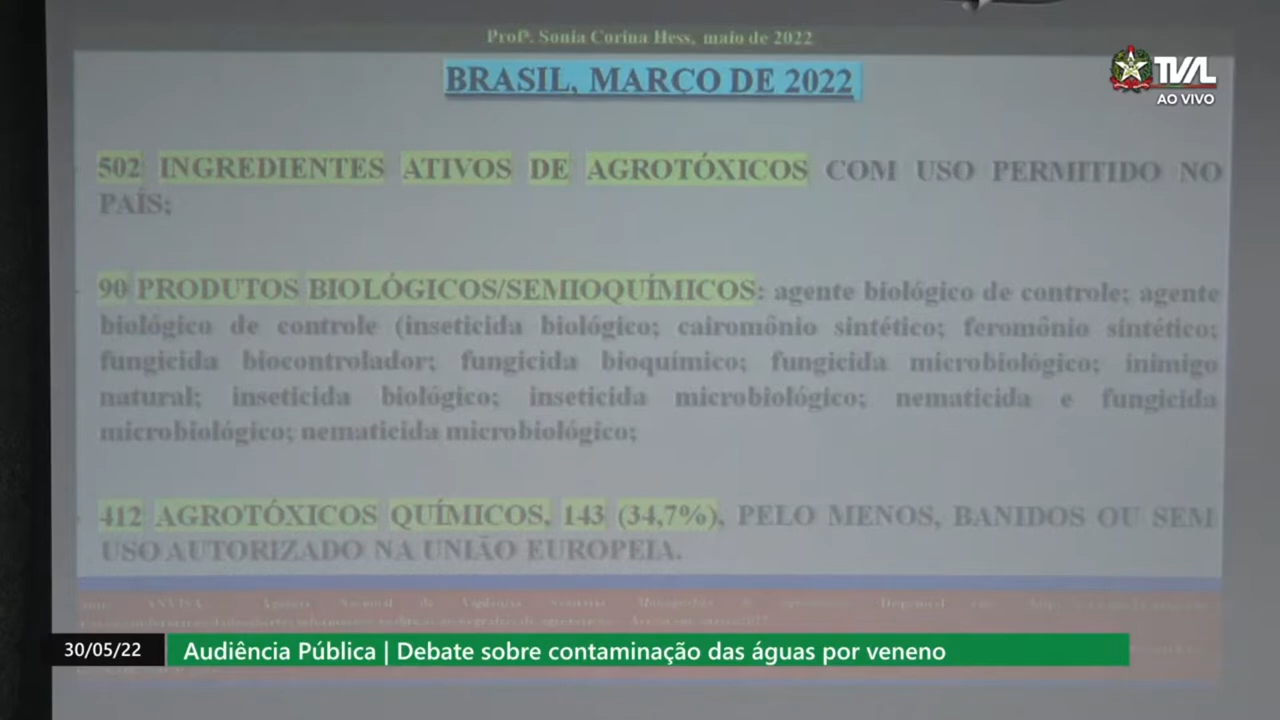 Profª. Sonia Corina Hess, maio de 2022
BRASIL, MARÇO DE 2022
TVAL
AO VIVO
502 INGREDIENTES ATIVOS DE AGROTÓXICOS COM USO PERMITIDO NO
PAÍS;
90 PRODUTOS BIOLÓGICOS/SEMIOQUÍMICOS: agente biológico de controle; agente
biológico de controle (inseticida biológico; cairomônio sintético; feromônio sintético;
fungicida biocontrolador; fungicida bioquímico; fungicida microbiológico; inimigo
natural; inseticida biológico; inseticida microbiológico; nematicida e fungicida
microbiológico; nematicida microbiológico;
412 AGROTÓXICOS QUÍMICOS, 143 (34,7%), PELO MENOS, BANIDOS OU SEM
USO AUTORIZADO NA UNIÃO EUROPEIA.
ANVISA Agência Nacional de Vigilância
30/05/22 Audiência Pública | Debate sobre contaminação das águas por veneno